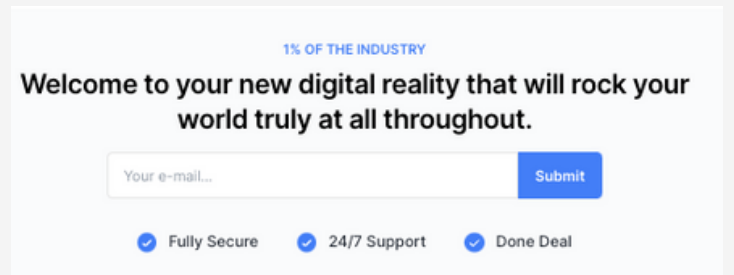 1% OF THE INDUSTRY
Welcome to your new digital reality that will rock your
world truly at all throughout.
Your e-mail... Submit
Fully Secure 24/7 Support Done Deal